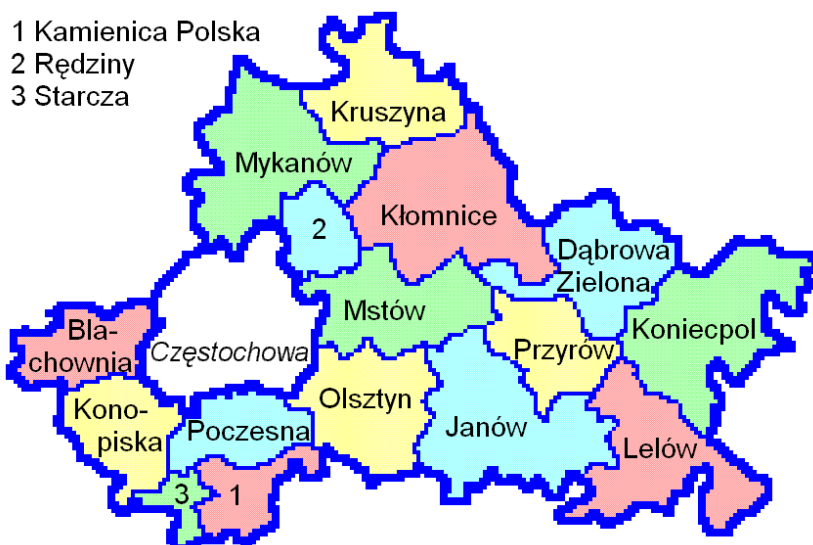 1 Kamienica Polska
2 Rędziny
3 Starcza
Kruszyna
Mykanów
Kłomnice
2
Dąbrowa
Zielona
Mstów
Bla-
chownia
Częstochowa
Przyrów
Koniecpol
Kono-
piska
Poczesna
Olsztyn
Janów
Lelów
3
1